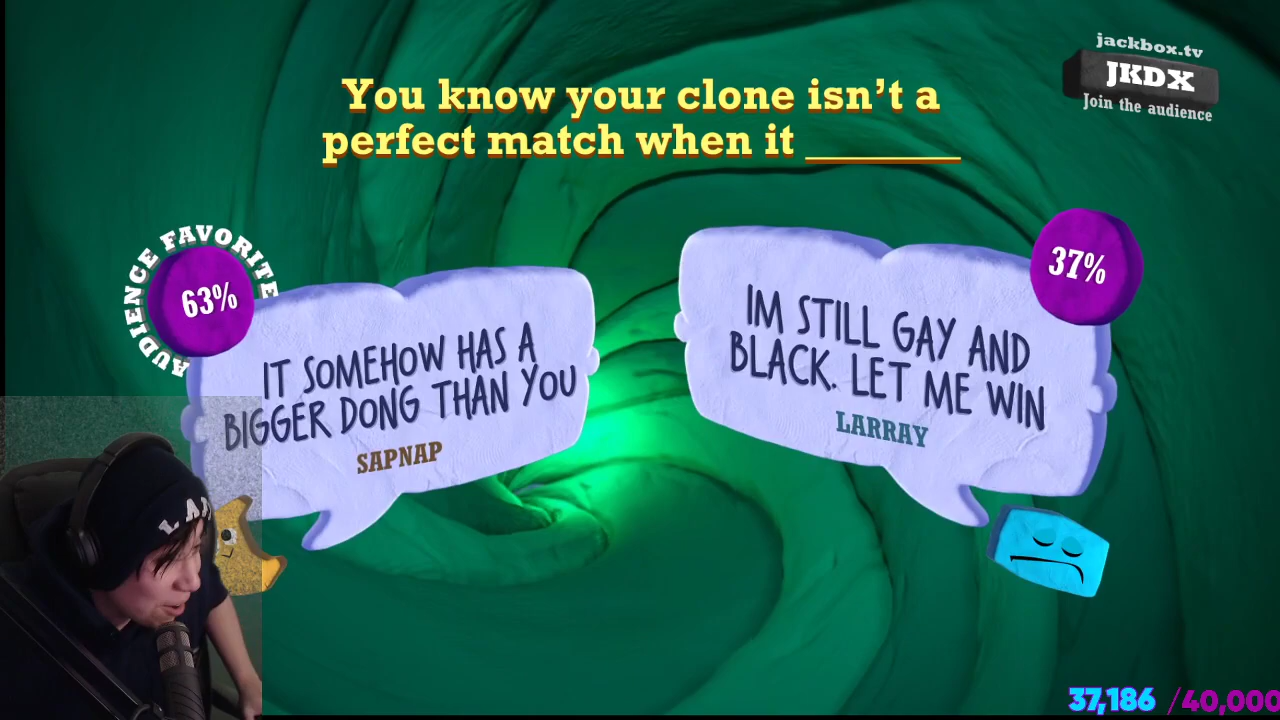 jackbox.tv
JKDX
Join the audience
You know your clone isn't a
perfect match when it ________
AUDIENCE FAVORITE
63%
IT SOMEHOW HAS A
BIGGER DONG THAN YOU
SAPNAP
37%
IM STILL GAY AND
BLACK. LET ME WIN
LARRAY
37,186 /40,000